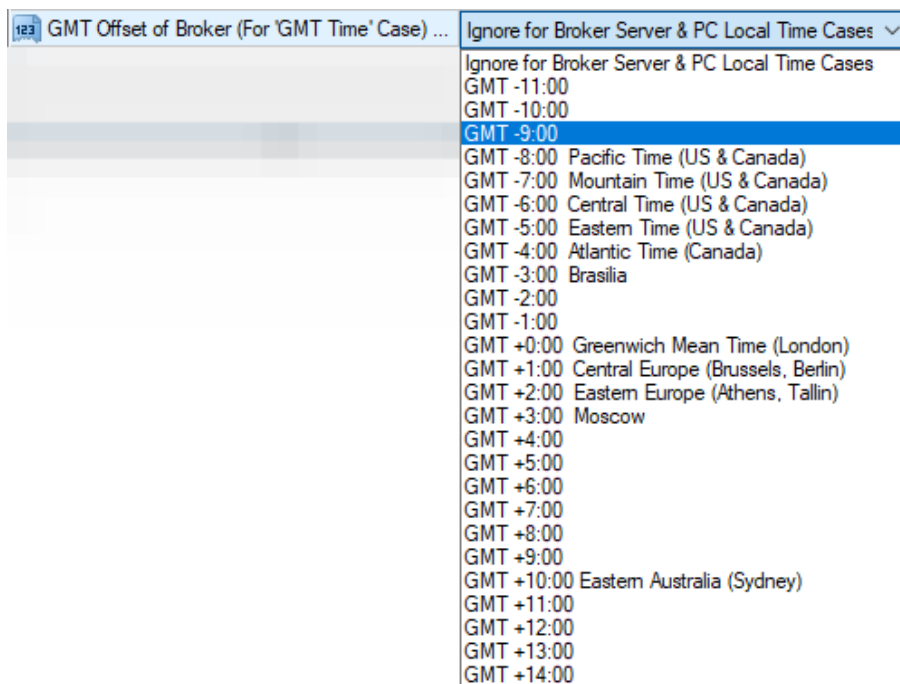 123 GMT Offset of Broker (For 'GMT Time' Case) ...
Ignore for Broker Server & PC Local Time Cases
Ignore for Broker Server & PC Local Time Cases
GMT -11:00
GMT -10:00
GMT -9:00
GMT -8:00 Pacific Time (US & Canada)
GMT -7:00 Mountain Time (US & Canada)
GMT -6:00 Central Time (US & Canada)
GMT -5:00 Eastern Time (US & Canada)
GMT -4:00 Atlantic Time (Canada)
GMT -3:00 Brasilia
GMT -2:00
GMT -1:00
GMT +0:00 Greenwich Mean Time (London)
GMT +1:00 Central Europe (Brussels, Berlin)
GMT +2:00 Eastern Europe (Athens, Tallin)
GMT +3:00 Moscow
GMT +4:00
GMT +5:00
GMT +6:00
GMT +7:00
GMT +8:00
GMT +9:00
GMT +10:00 Eastern Australia (Sydney)
GMT +11:00
GMT +12:00
GMT +13:00
GMT +14:00